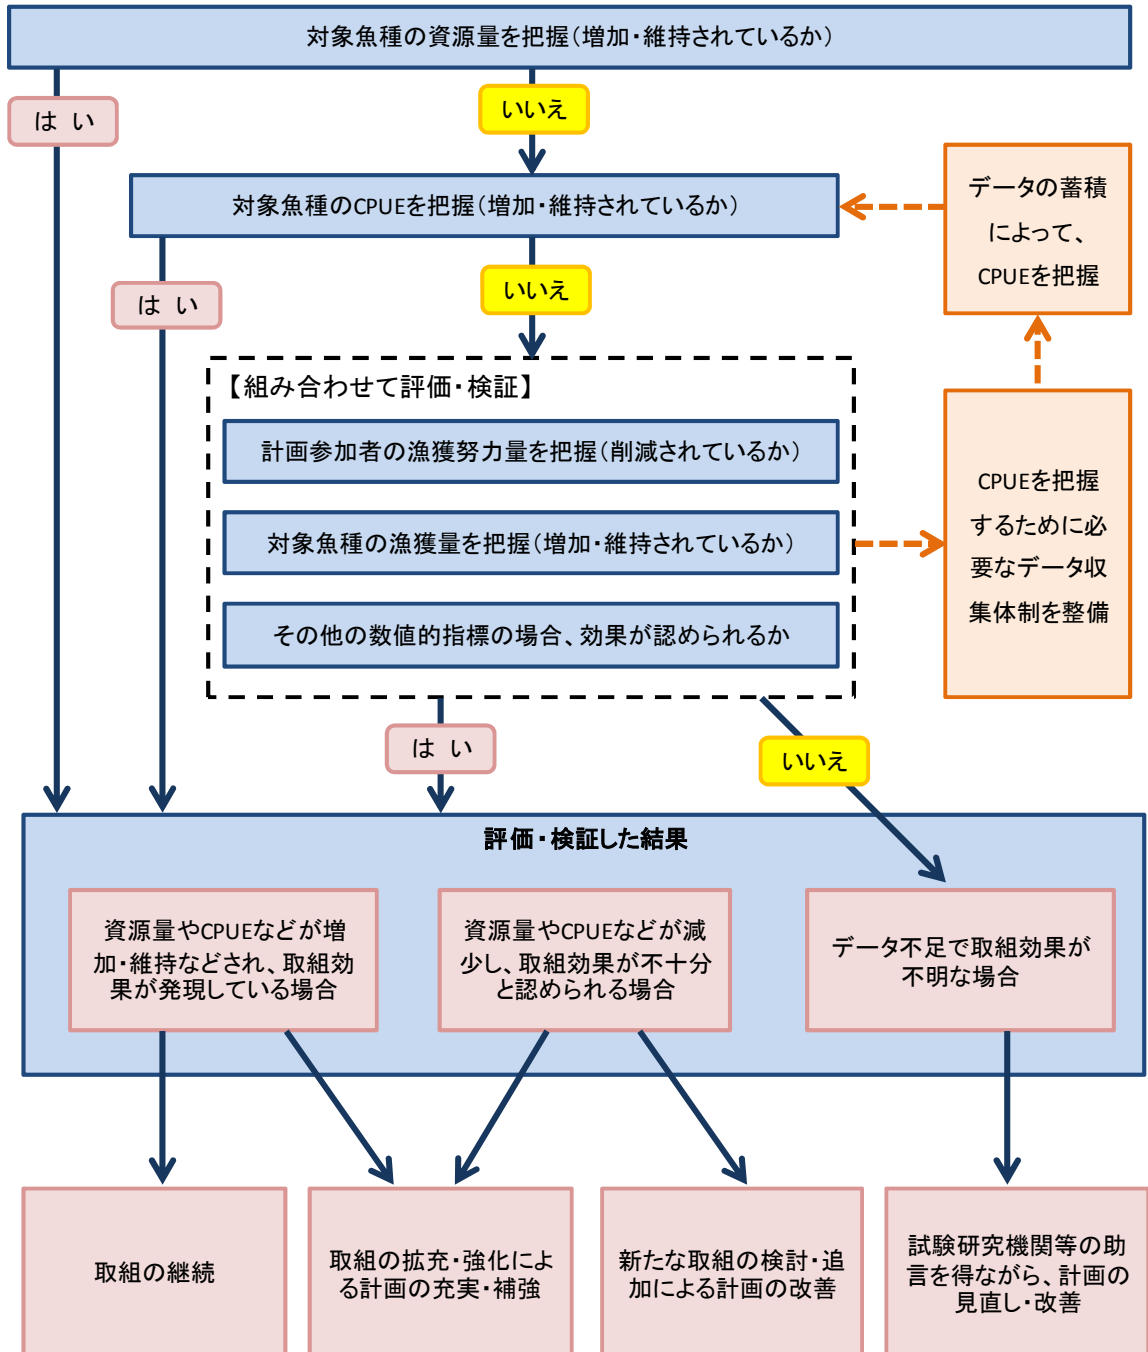 対象魚種の資源量を把握（増加・維持されているか）
は い
いいえ
対象魚種のCPUEを把握（増加・維持されているか）
データの蓄積
によって、
CPUEを把握
は い
いいえ
【組み合わせて評価・検証】
計画参加者の漁獲努力量を把握（削減されているか）
対象魚種の漁獲量を把握（増加・維持されているか）
その他の数値的指標の場合、効果が認められるか
CPUEを把握
するために必
要なデータ収
集体制を整備
は い
いいえ
評価・検証した結果
資源量やCPUEなどが増
加・維持などされ、取組効
果が発現している場合
資源量やCPUEなどが減
少し、取組効果が不十分
と認められる場合
データ不足で取組効果が
不明な場合
取組の継続
取組の拡充・強化によ
る計画の充実・補強
新たな取組の検討・追
加による計画の改善
試験研究機関等の助
言を得ながら、計画の
見直し・改善